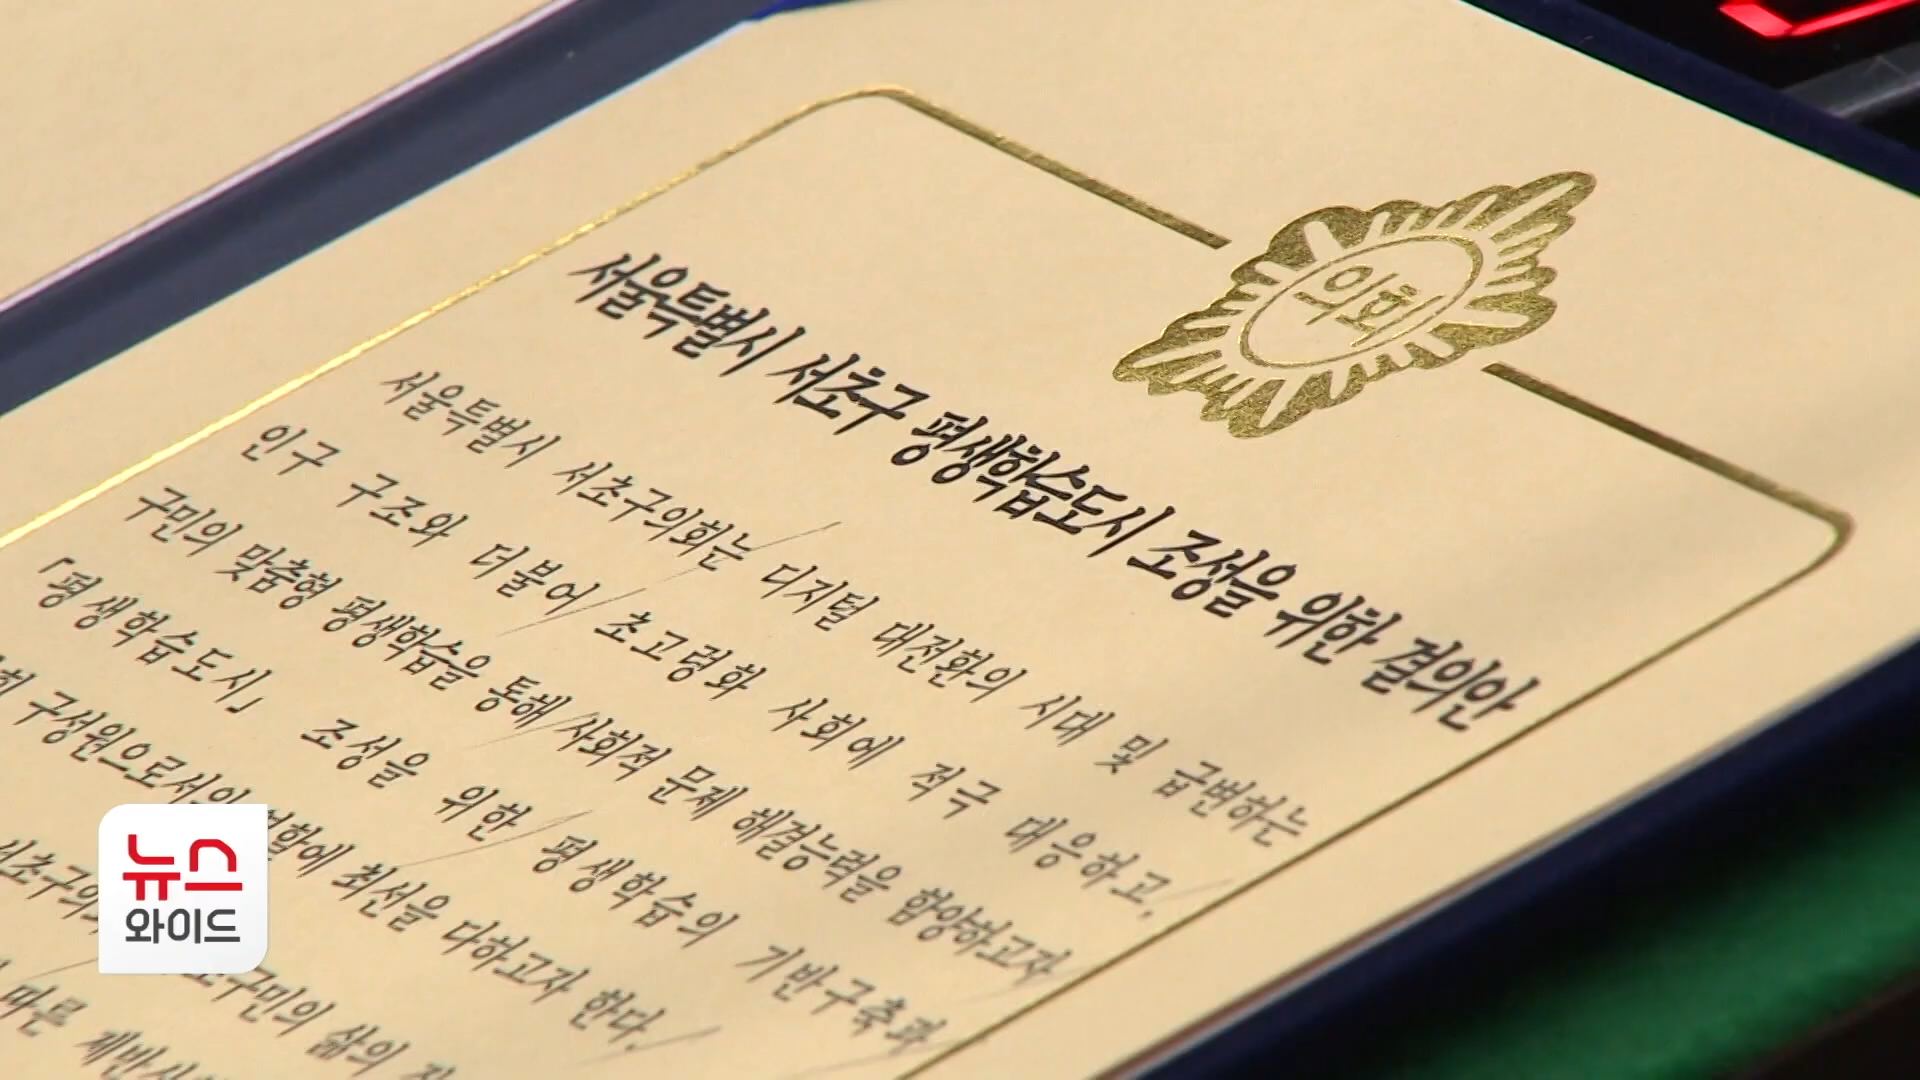 의회
서울특별시 서초구 평생학습도시 조성을 위한 결의안
서울특별시 서초구의회는 디지털 대전환의 시대 및 급변하는
인구 구조와 더불어 초고령화 사회에 적극 대응하고,
구민의 맞춤형 평생학습을 통해 사회적 문제 해결능력을 함양하고자
「평생학습도시」 조성을 위한 평생학습의 기반구축과
구성원으로서의 역할에 최선을 다하고자 한다.
서초구의
구민의 삶의
따른 제반
뉴스
와이드